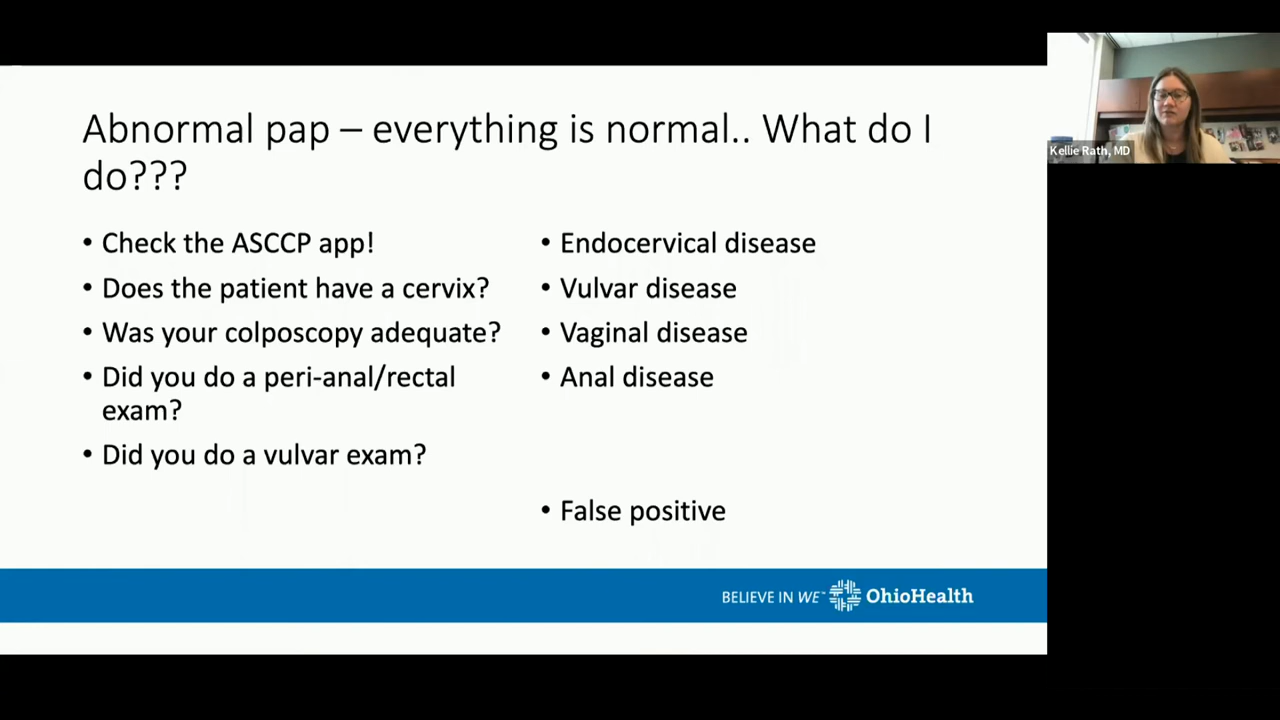 Abnormal pap – everything is normal.. What do I
do???
• Check the ASCCP app!
• Does the patient have a cervix?
• Was your colposcopy adequate?
• Did you do a peri-anal/rectal
exam?
• Did you do a vulvar exam?
• Endocervical disease
• Vulvar disease
• Vaginal disease
• Anal disease
• False positive
BELIEVE IN WE™ OhioHealth
Kellie Rath, MD